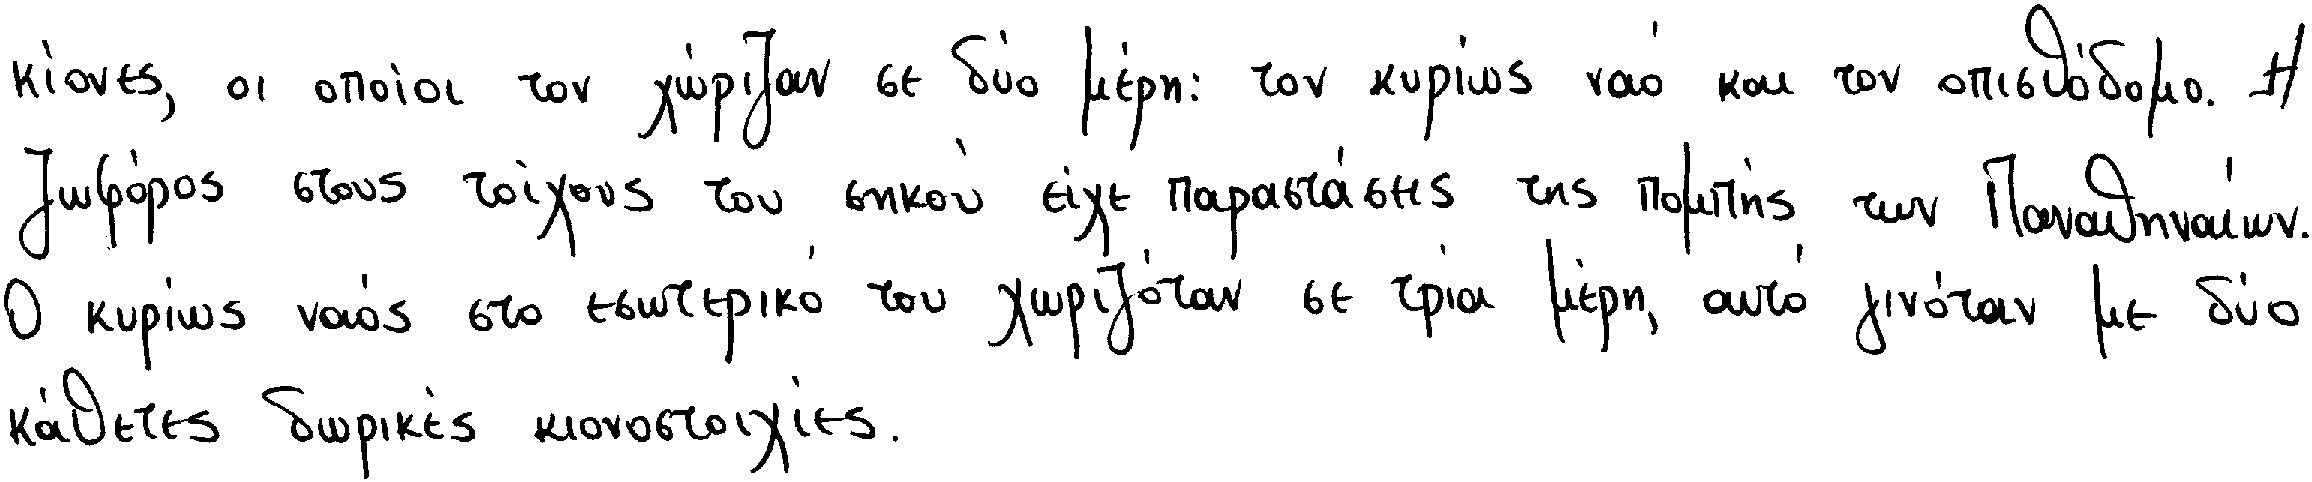 κίονες, οι οποίοι τον χώριζαν σε δύο μέρη: τον κυρίως ναό και τον οπισθόδομο. Η
ζωφόρος στους τοίχους του σηκού είχε παραστάσεις της πομπής των Παναθηναίων.
Ο κυρίως ναός στο εσωτερικό του χωριζόταν σε τρία μέρη, αυτό γινόταν με δύο
κάθετες δωρικές κιονοστοιχίες.